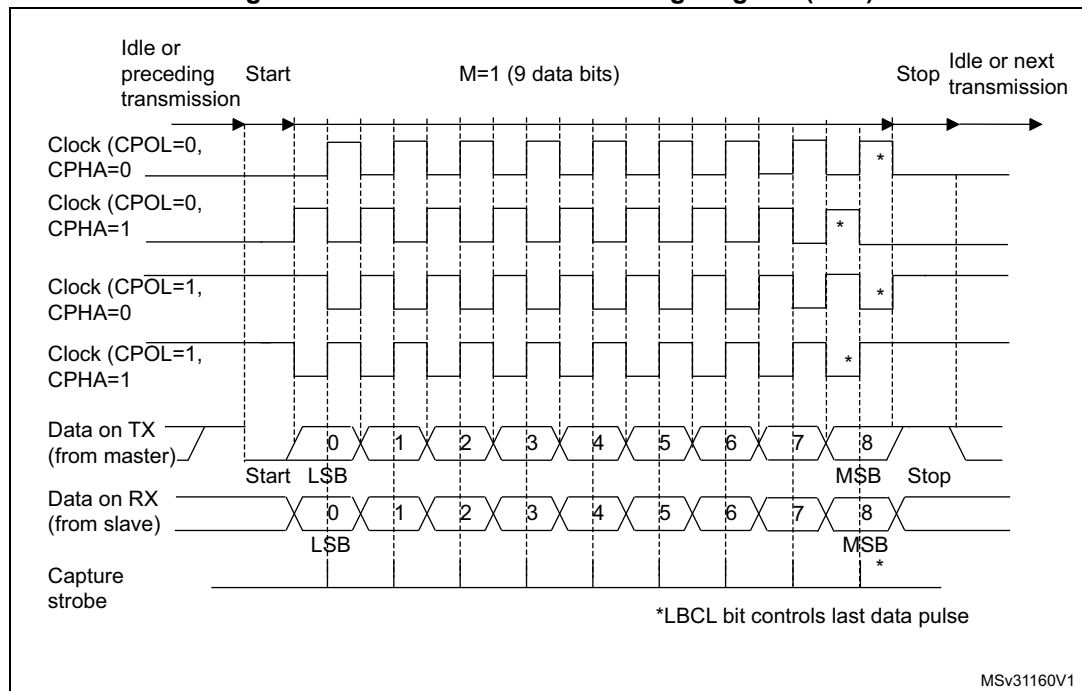 Idle or
preceding
transmission
Start
M=1 (9 data bits)
Stop
Idle or next
transmission
Clock (CPOL=0,
CPHA=0
*
Clock (CPOL=0,
CPHA=1
*
Clock (CPOL=1,
CPHA=0
*
Clock (CPOL=1,
CPHA=1
*
Data on TX
(from master)
0 1 2 3 4 5 6 7 8
Start LSB MSB Stop
Data on RX
(from slave)
0 1 2 3 4 5 6 7 8
LSB MSB
*
Capture
strobe
*LBCL bit controls last data pulse
MSv31160V1